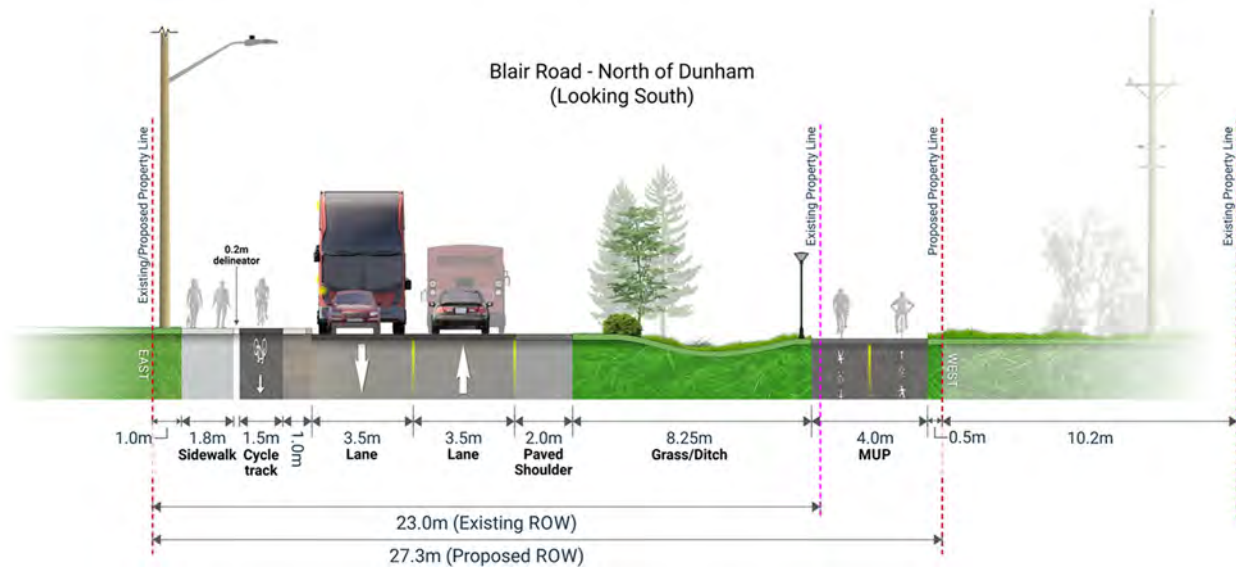 Blair Road - North of Dunham
(Looking South)
Existing/Proposed Property Line
Existing Property Line
Proposed Property Line
Existing Property Line
0.2m
delineator
EAST
WEST
1.0m
1.8m
Sidewalk
1.5m
Cycle
track
1.0m
3.5m
Lane
3.5m
Lane
2.0m
Paved
Shoulder
8.25m
Grass/Ditch
4.0m
MUP
0.5m
10.2m
23.0m (Existing ROW)
27.3m (Proposed ROW)